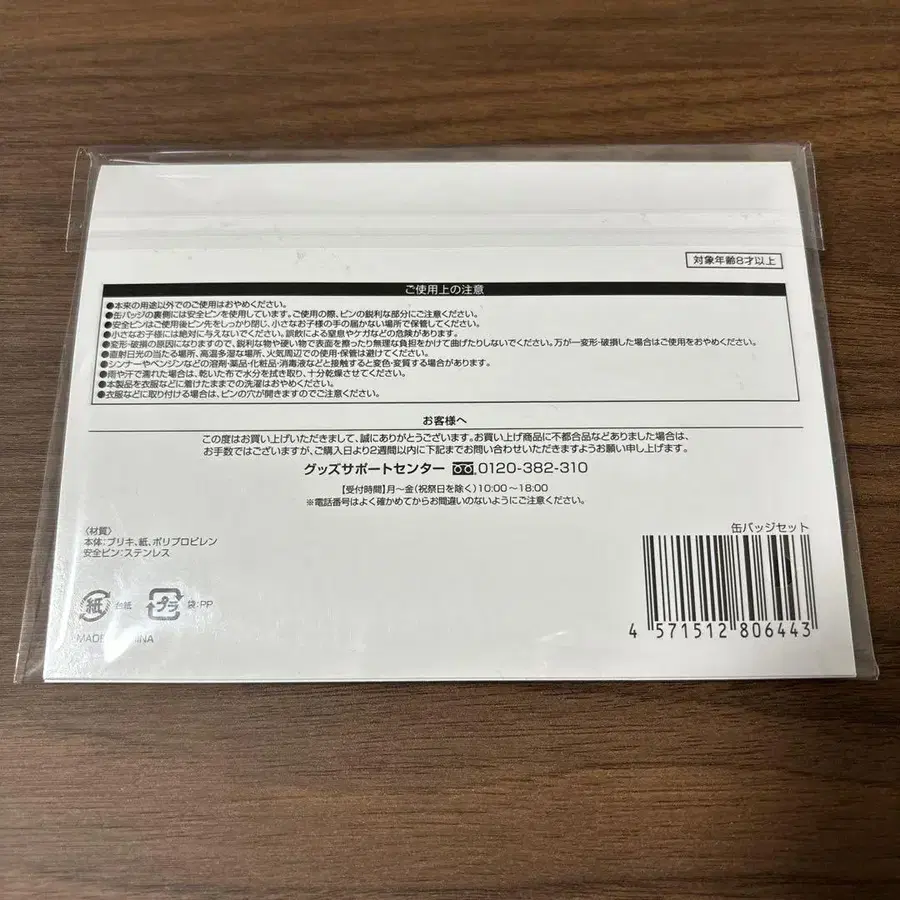 対象年齢8才以上
ご使用上の注意
●本来の用途以外でのご使用はおやめください。
●缶バッジの裏側には安全ピンを使用しています。ご使用の際、ピンの鋭利な部分にご注意ください。
●安全ピンはご使用後ピン先をしっかり閉じ、小さなお子様の手の届かない場所で保管してください。
●小さなお子様には絶対に与えないでください。誤飲による窒息やケガなどの危険があります。
●変形・破損の原因になりますので、鋭利な物や硬い物で表面を擦ったり無理な負担をかけて曲げたりしないでください。万が一変形・破損した場合はご使用をおやめください。
●直射日光の当たる場所、高温多湿な場所、火気周辺での使用・保管は避けてください。
●シンナーやベンジンなどの溶剤・薬品・化粧品・消毒液などと接触すると変色・変質する場合があります。
●雨や汗で濡れた場合は、乾いた布で水分を拭き取り、十分乾燥させてください。
●本製品を衣服などに着けたままでの洗濯はおやめください。
●衣服などに取り付ける場合は、ピンの穴が開きますのでご注意ください。
お客様へ
この度はお買い上げいただきまして、誠にありがとうございます。お買い上げ商品に不都合品などありました場合は、
お手数ではございますが、ご購入日より2週間以内に下記までお問い合わせいただきますようお願い申し上げます。
グッズサポートセンター 0120-382-310
【受付時間】月～金(祝祭日を除く)10:00～18:00
※電話番号はよく確かめてからお間違いのないようにご注意ください。
〈材質〉
本体:ブリキ、紙、ポリプロピレン
安全ピン:ステンレス
缶バッジセット
紙 台紙 プラ 袋:PP
MADE
4 571512 806443